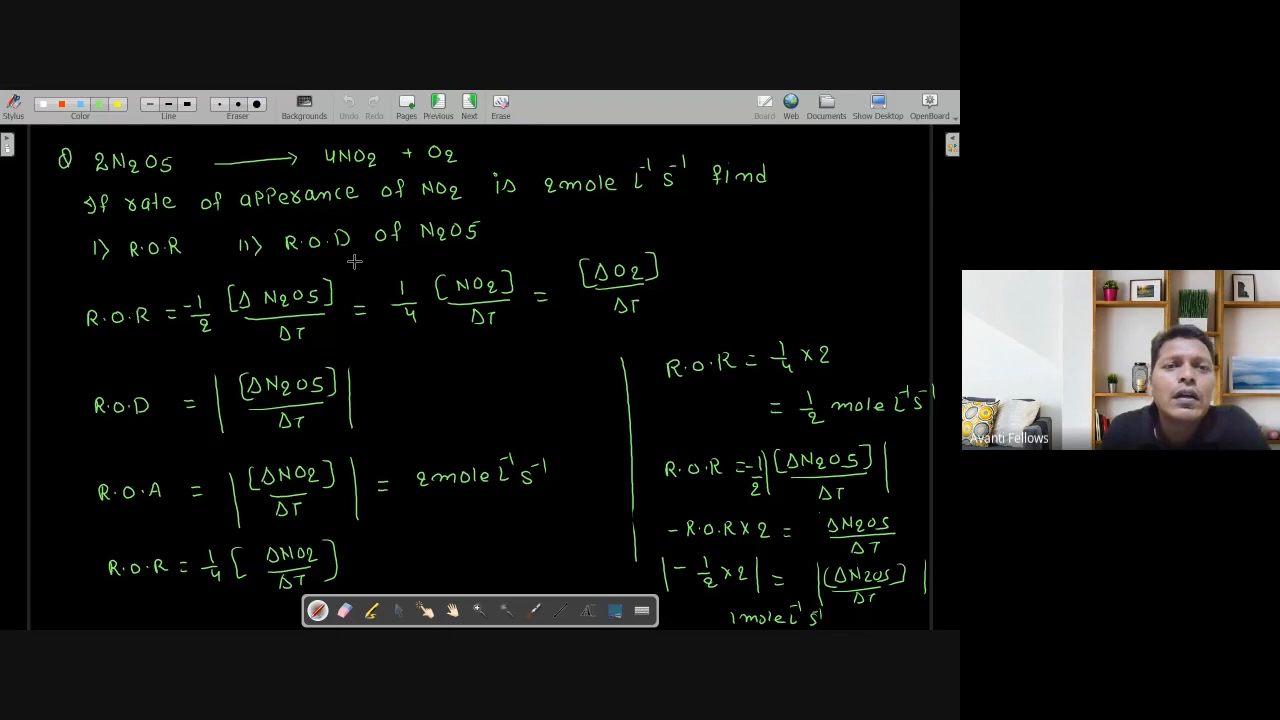 Stylus Color Line Eraser Backgrounds Undo Redo Pages Previous Next Erase Board Web Documents Show Desktop OpenBoard
Q 2N2O5 ⟶ 4NO2 + O2
If rate of apperance of NO2 is 2mole L⁻¹ S⁻¹ find
I) R.O.R II) R.O.D of N2O5
R.O.R = -1/2 [Δ N2O5]/ΔT = 1/4 [NO2]/ΔT = [ΔO2]/ΔT
R.O.D = |[ΔN2O5]/ΔT|
R.O.A = |[ΔNO2]/ΔT| = 2mole L⁻¹ S⁻¹
R.O.R = 1/4 [ΔNO2/ΔT]
R.O.R = 1/4 × 2
= 1/2 mole L⁻¹ S⁻¹
R.O.R = -1/2 |[ΔN2O5]/ΔT|
- R.O.R × 2 = ΔN2O5/ΔT
|- 1/2 × 2| = |[ΔN2O5]/ΔT|
1mole L⁻¹ S⁻¹
Avanti Fellows